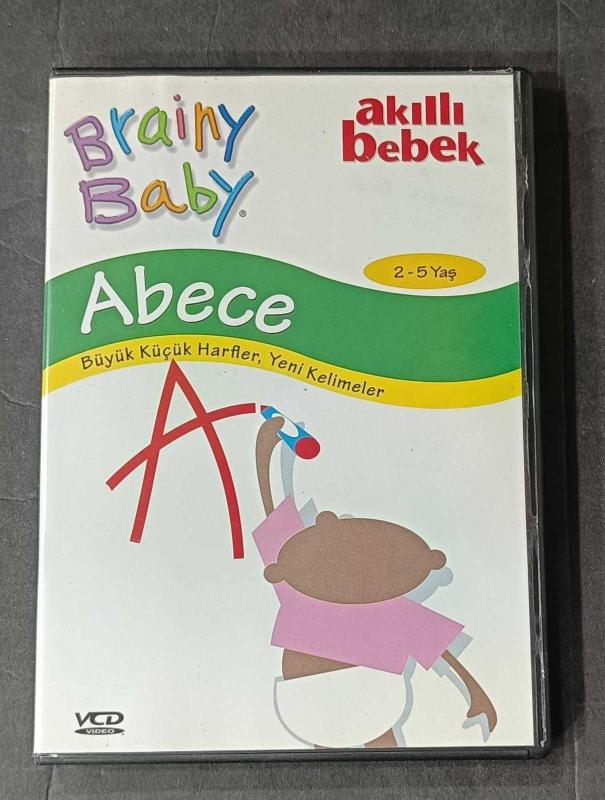 Brainy
Baby®
akıllı
bebek
2 - 5 Yaş
Abece
Büyük Küçük Harfler, Yeni Kelimeler
A
VCD
VIDEO